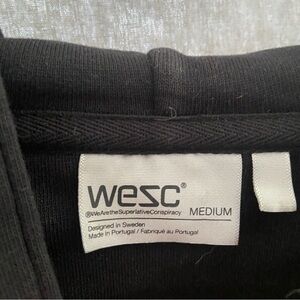 wesc®
®WeAretheSuperlativeConspiracy
MEDIUM
Designed in Sweden
Made in Portugal / Fabriqué au Portugal